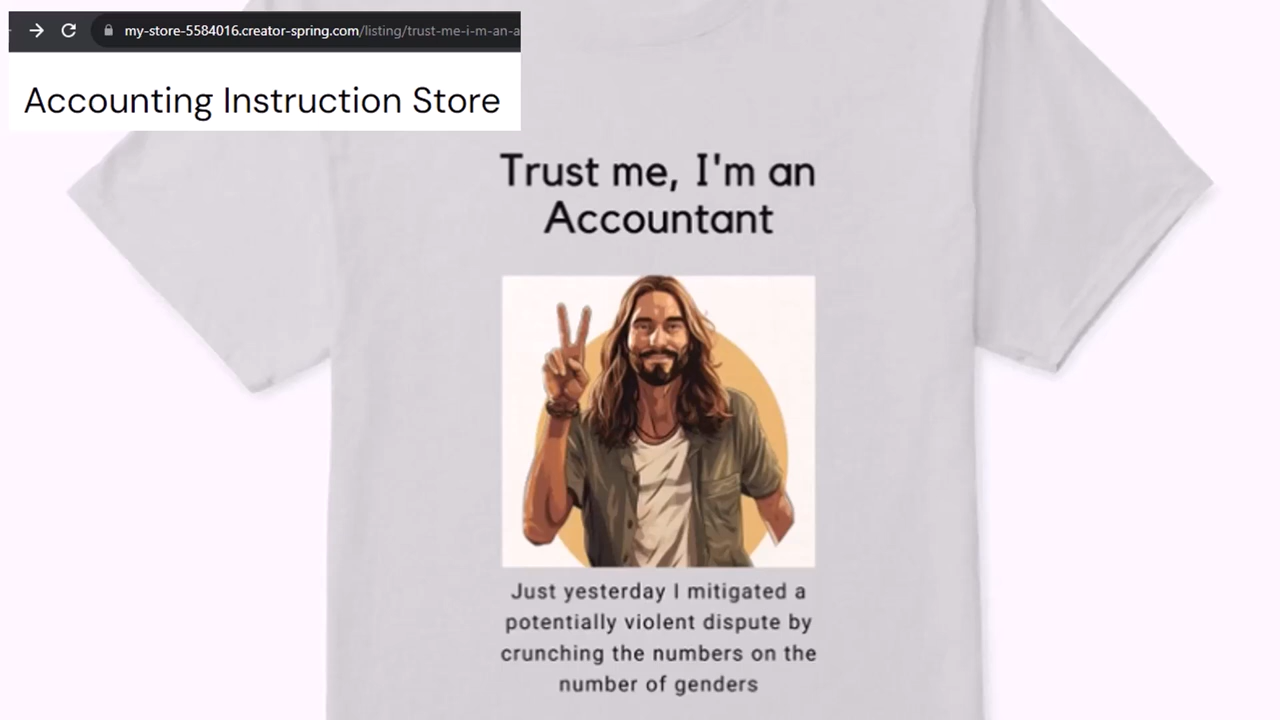 my-store-5584016.creator-spring.com/listing/trust-me-i-m-an-a
Accounting Instruction Store
Trust me, I'm an
Accountant
Just yesterday I mitigated a
potentially violent dispute by
crunching the numbers on the
number of genders